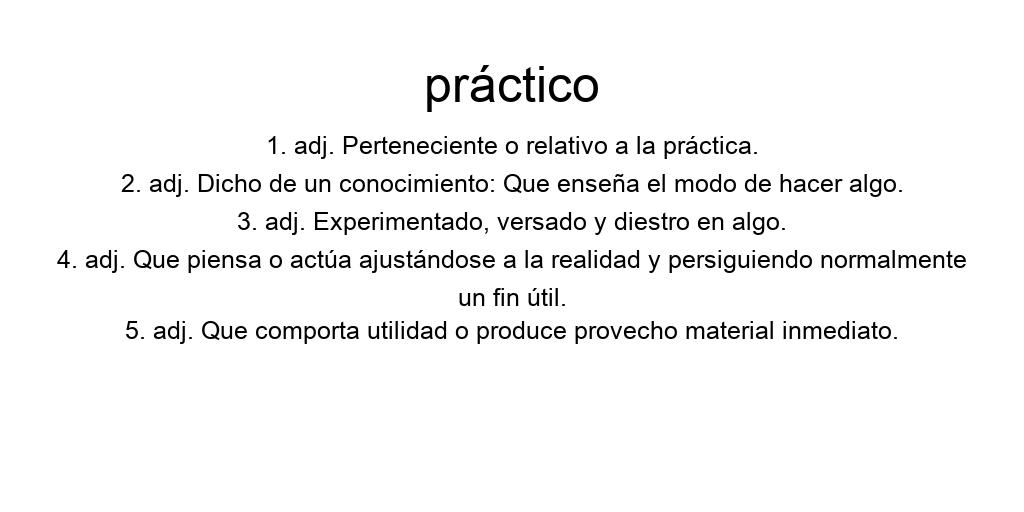 práctico
1. adj. Perteneciente o relativo a la práctica.
2. adj. Dicho de un conocimiento: Que enseña el modo de hacer algo.
3. adj. Experimentado, versado y diestro en algo.
4. adj. Que piensa o actúa ajustándose a la realidad y persiguiendo normalmente
un fin útil.
5. adj. Que comporta utilidad o produce provecho material inmediato.